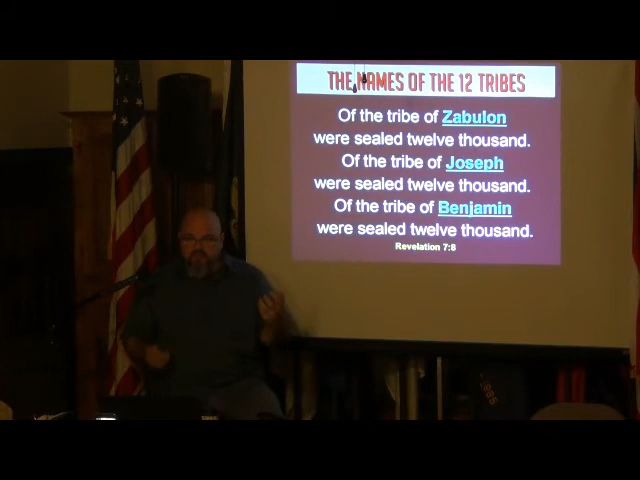 THE NAMES OF THE 12 TRIBES
Of the tribe of Zabulon
were sealed twelve thousand.
Of the tribe of Joseph
were sealed twelve thousand.
Of the tribe of Benjamin
were sealed twelve thousand.
Revelation 7:8